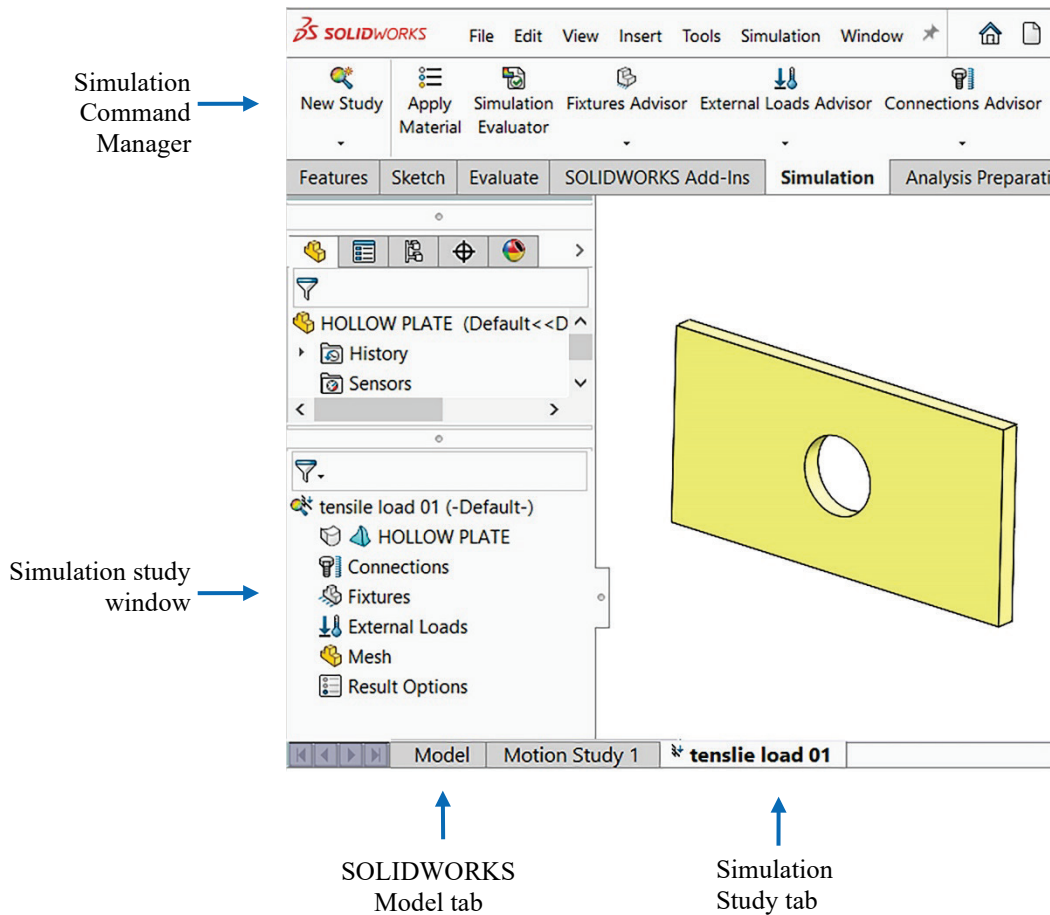 SOLIDWORKS File Edit View Insert Tools Simulation Window
Simulation
Command
Manager
New Study Apply Simulation Fixtures Advisor External Loads Advisor Connections Advisor
Material Evaluator
Features Sketch Evaluate SOLIDWORKS Add-Ins Simulation Analysis Preparati
HOLLOW PLATE (Default<<D
History
Sensors
tensile load 01 (-Default-)
HOLLOW PLATE
Connections
Simulation study
window
Fixtures
External Loads
Mesh
Result Options
Model Motion Study 1 tenslie load 01
SOLIDWORKS
Model tab
Simulation
Study tab